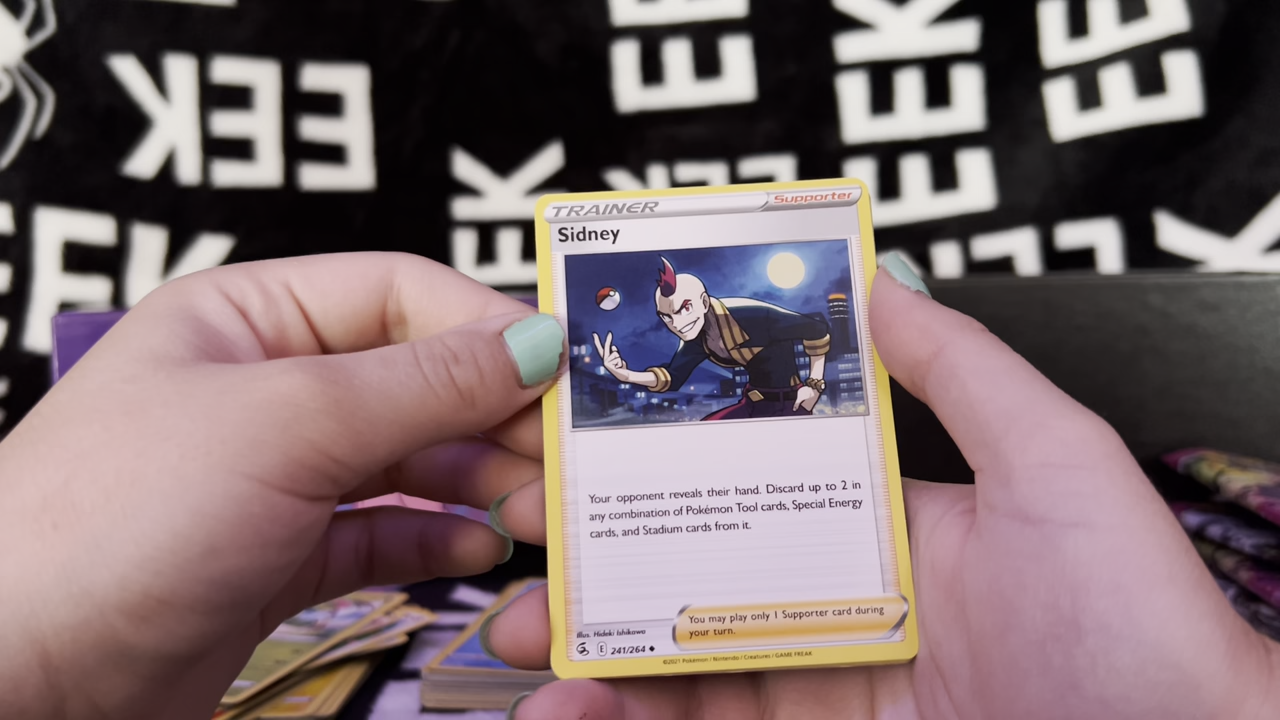 EEK
EEK
TRAINER
Supporter
Sidney
Your opponent reveals their hand. Discard up to 2 in
any combination of Pokémon Tool cards, Special Energy
cards, and Stadium cards from it.
You may play only 1 Supporter card during
your turn.
Illus. Hideki Ishikawa
E 241/264
©2021 Pokémon / Nintendo / Creatures / GAME FREAK